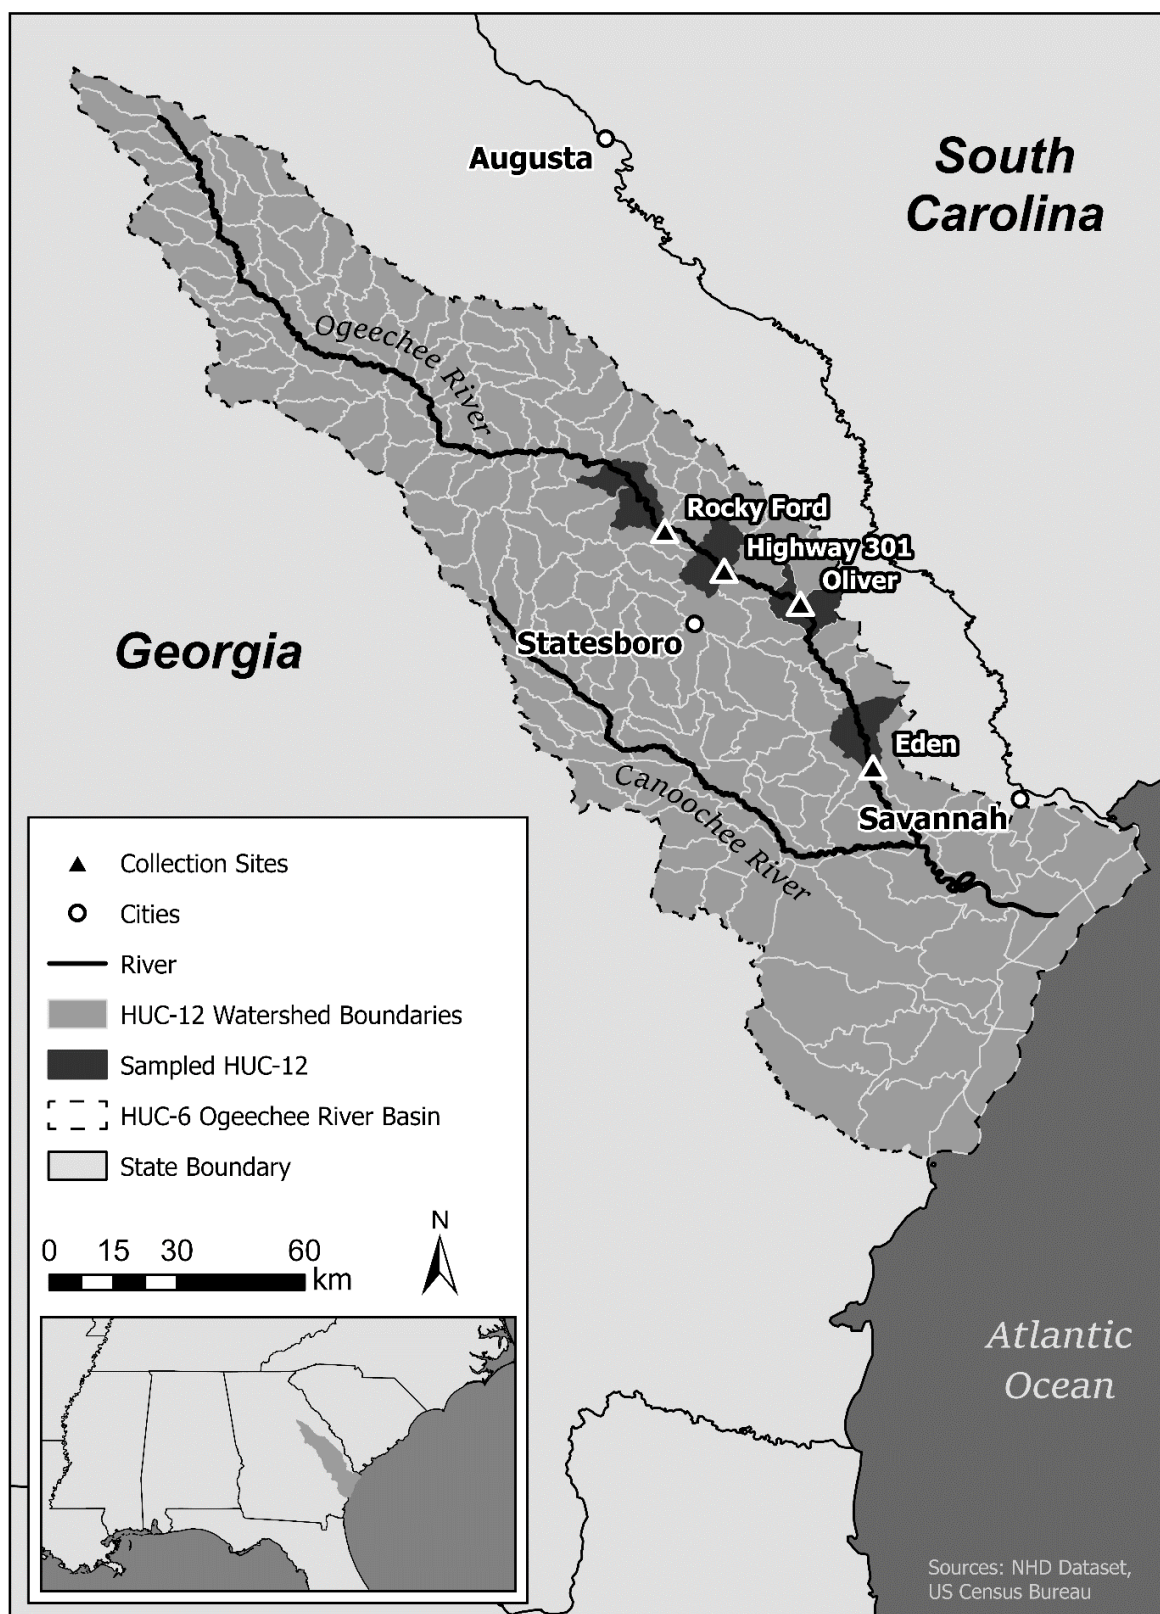 Augusta
South
Carolina
Ogeechee River
Rocky Ford
Highway 301
Oliver
Statesboro
Georgia
Eden
Canoochee River
Savannah
Collection Sites
Cities
River
HUC-12 Watershed Boundaries
Sampled HUC-12
HUC-6 Ogeechee River Basin
State Boundary
N
0 15 30 60
km
Atlantic
Ocean
Sources: NHD Dataset,
US Census Bureau